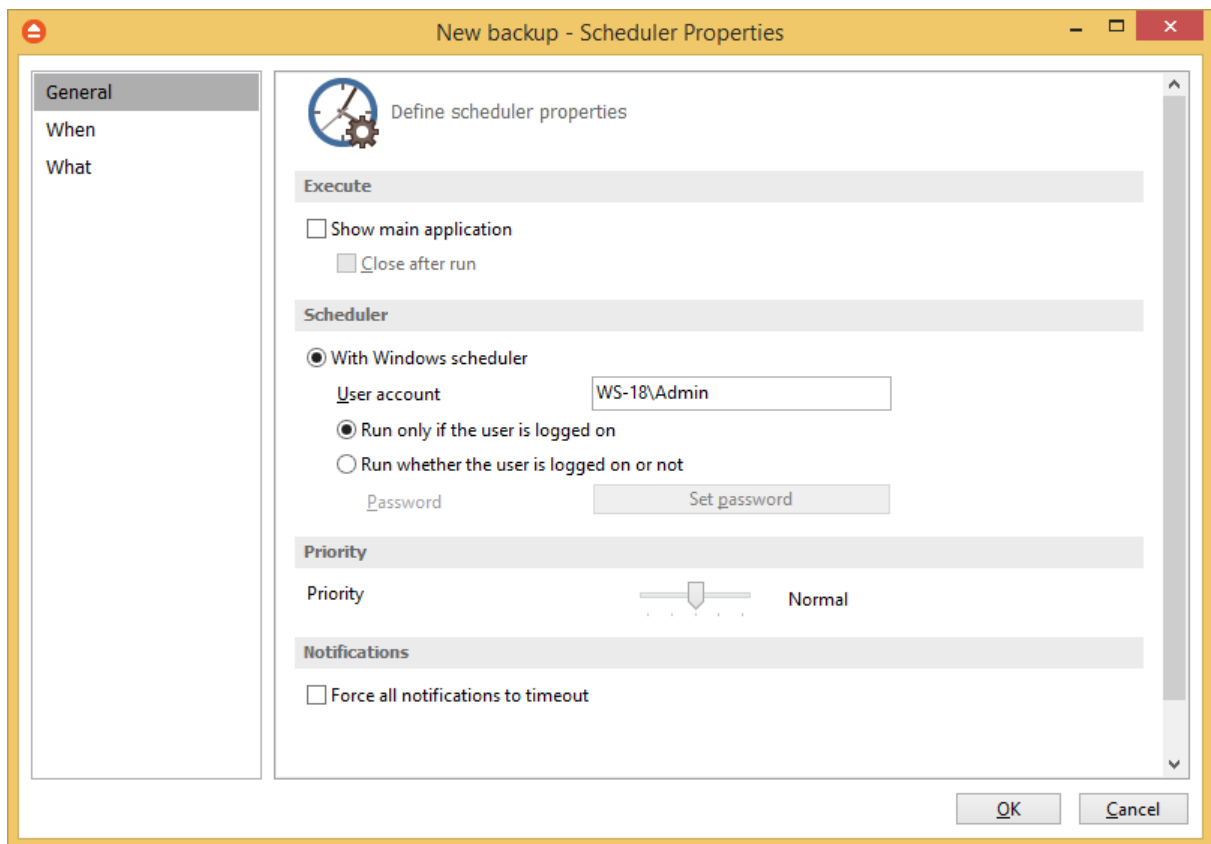 New backup - Scheduler Properties
General
When
What
Define scheduler properties
Execute
Show main application
Close after run
Scheduler
With Windows scheduler
User account WS-18\Admin
Run only if the user is logged on
Run whether the user is logged on or not
Password Set password
Priority
Priority Normal
Notifications
Force all notifications to timeout
OK Cancel